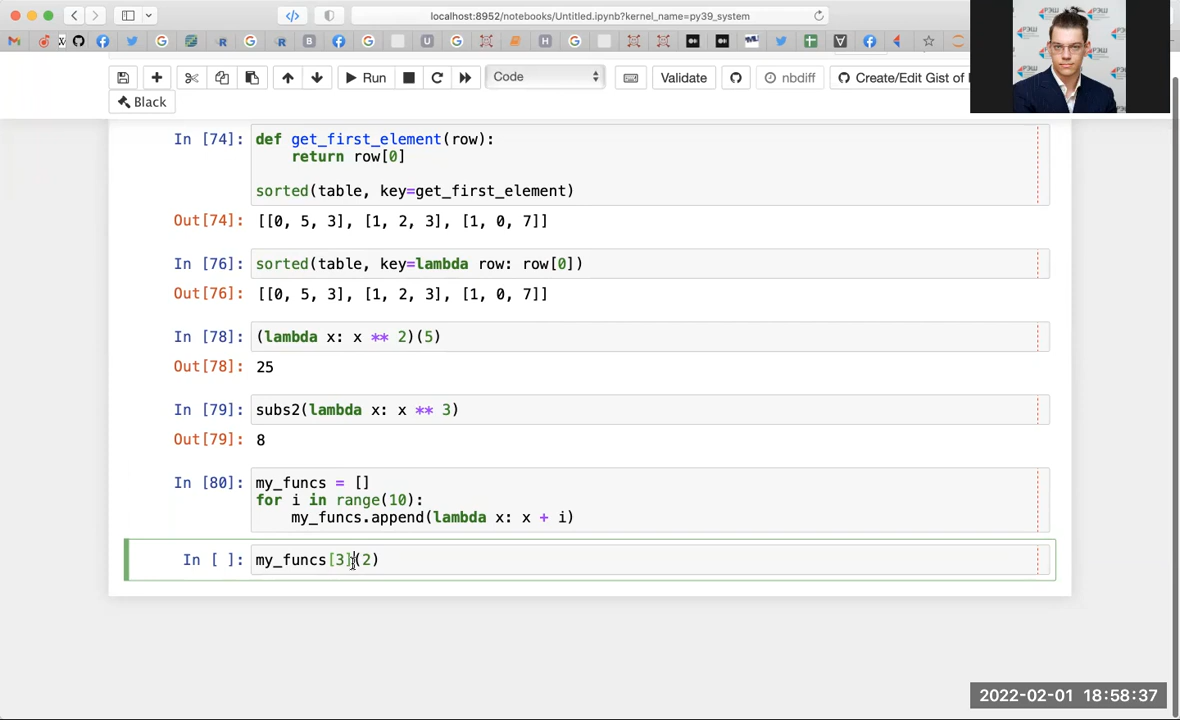 localhost:8952/notebooks/Untitled.ipynb?kernel_name=py39_system
Run
Code
Validate
nbdiff
Create/Edit Gist of
Black
In [74]: def get_first_element(row):
return row[0]
sorted(table, key=get_first_element)
Out[74]: [[0, 5, 3], [1, 2, 3], [1, 0, 7]]
In [76]: sorted(table, key=lambda row: row[0])
Out[76]: [[0, 5, 3], [1, 2, 3], [1, 0, 7]]
In [78]: (lambda x: x ** 2)(5)
Out[78]: 25
In [79]: subs2(lambda x: x ** 3)
Out[79]: 8
In [80]: my_funcs = []
for i in range(10):
my_funcs.append(lambda x: x + i)
In [ ]: my_funcs[3](2)
РЭШ
РЭШ
2022-02-01 18:58:37